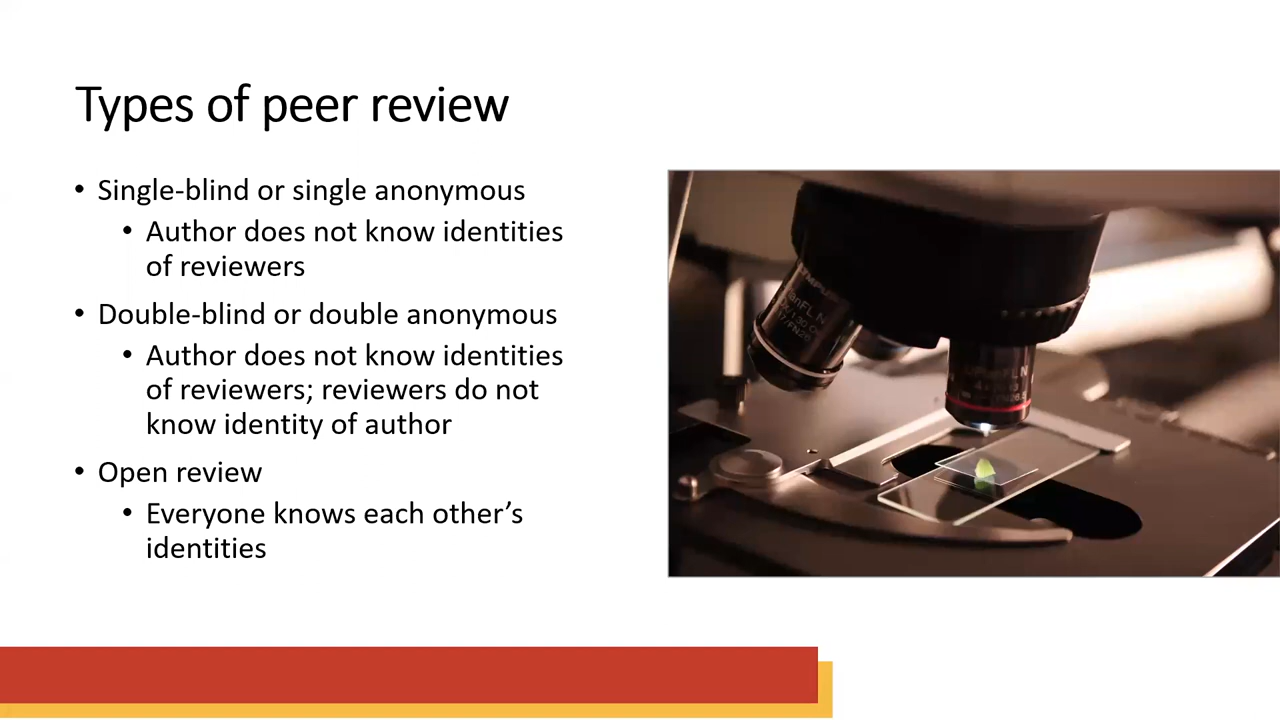 Types of peer review
• Single-blind or single anonymous
• Author does not know identities
of reviewers
• Double-blind or double anonymous
• Author does not know identities
of reviewers; reviewers do not
know identity of author
• Open review
• Everyone knows each other’s
identities